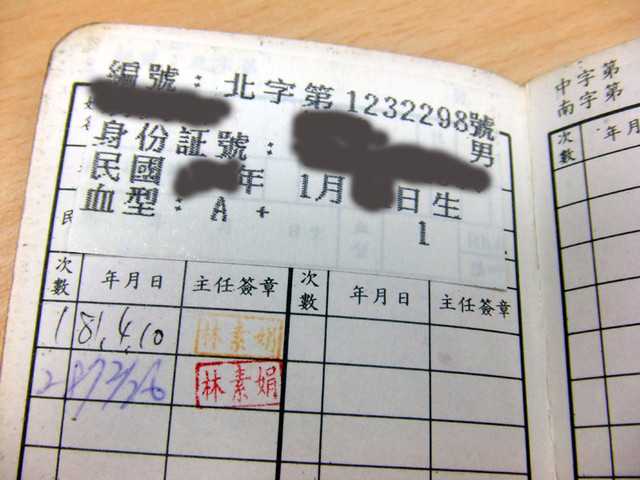 編號：北字第1232298號
男
身份証號：
民國 年 1月 日生
血型：A+
1
次數 年月日 主任簽章 次數 年月日 主任簽章
1 81.4.10 林素娟
2 林素娟
中字第
南字第
次數 年月